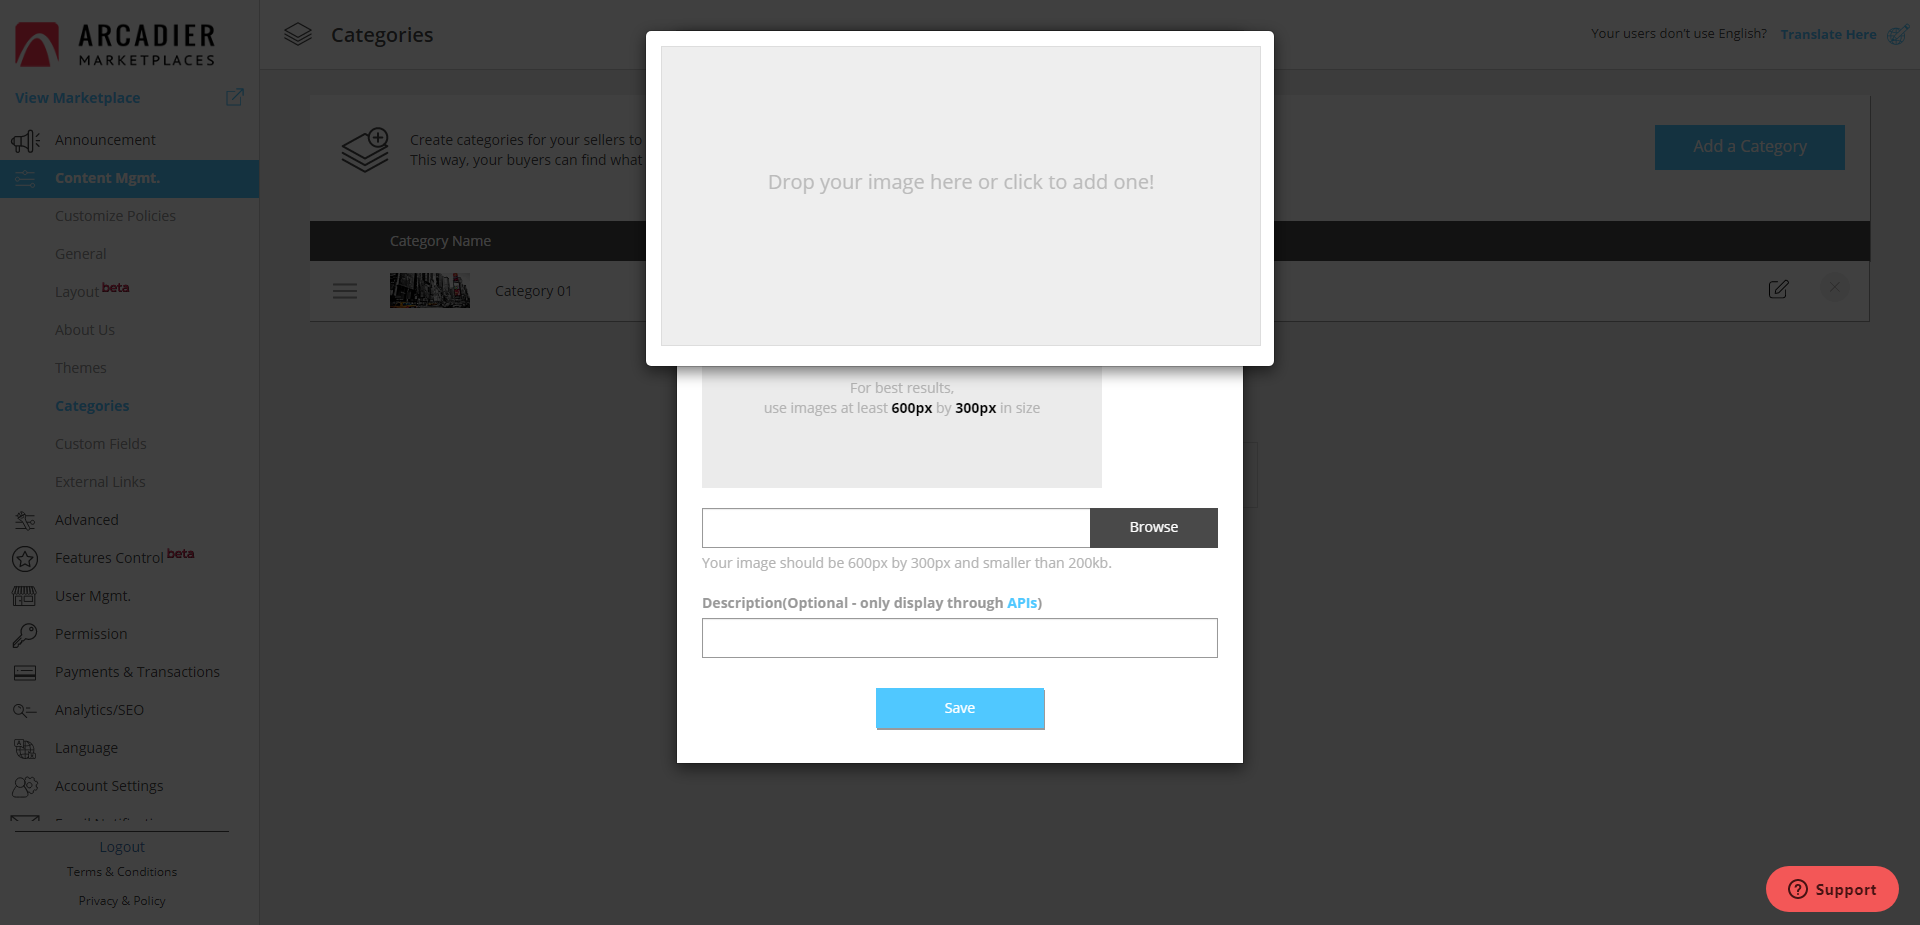 ARCADIER
MARKETPLACES
View Marketplace
Announcement
Content Mgmt.
Customize Policies
General
Layout beta
About Us
Themes
Categories
Custom Fields
External Links
Advanced
Features Control beta
User Mgmt.
Permission
Payments & Transactions
Analytics/SEO
Language
Account Settings
Logout
Terms & Conditions
Privacy & Policy
Categories
Your users don't use English? Translate Here
Create categories for your sellers to
This way, your buyers can find what
Add a Category
Category Name
Category 01
Drop your image here or click to add one!
For best results,
use images at least 600px by 300px in size
Browse
Your image should be 600px by 300px and smaller than 200kb.
Description(Optional - only display through APIs)
Save
Support